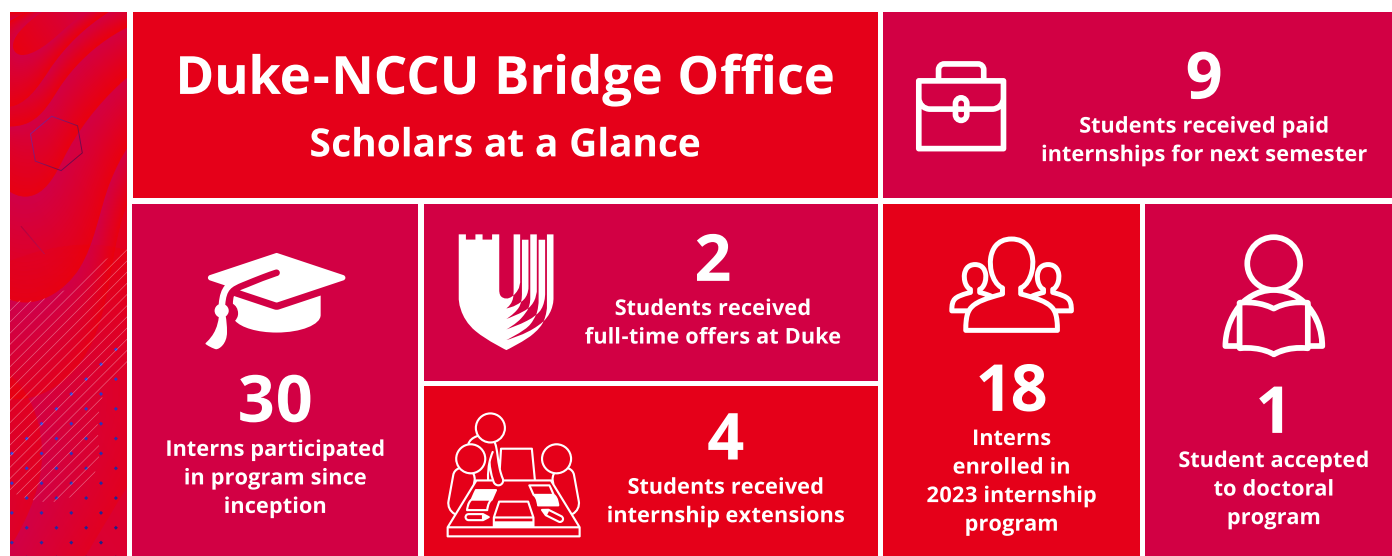 Duke-NCCU Bridge Office
Scholars at a Glance
9
Students received paid
internships for next semester
30
Interns participated
in program since
inception
2
Students received
full-time offers at Duke
4
Students received
internship extensions
18
Interns
enrolled in
2023 internship
program
1
Student accepted
to doctoral
program